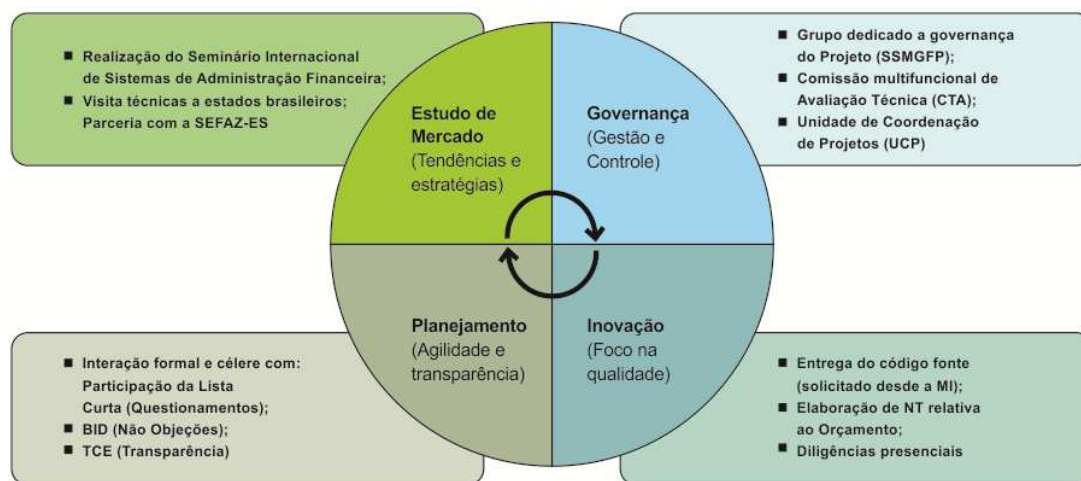 ■ Realização do Seminário Internacional
de Sistemas de Administração Financeira;
■ Visita técnicas a estados brasileiros;
Parceria com a SEFAZ-ES
Estudo de
Mercado
(Tendências e
estratégias)
Governança
(Gestão e
Controle)
■ Grupo dedicado a governança
do Projeto (SSMGFP);
■ Comissão multifuncional de
Avaliação Técnica (CTA);
■ Unidade de Coordenação
de Projetos (UCP)
■ Interação formal e célere com:
Participação da Lista
Curta (Questionamentos);
■ BID (Não Objeções);
■ TCE (Transparência)
Planejamento
(Agilidade e
transparência)
Inovação
(Foco na
qualidade)
■ Entrega do código fonte
(solicitado desde a MI);
■ Elaboração de NT relativa
ao Orçamento;
■ Diligências presenciais